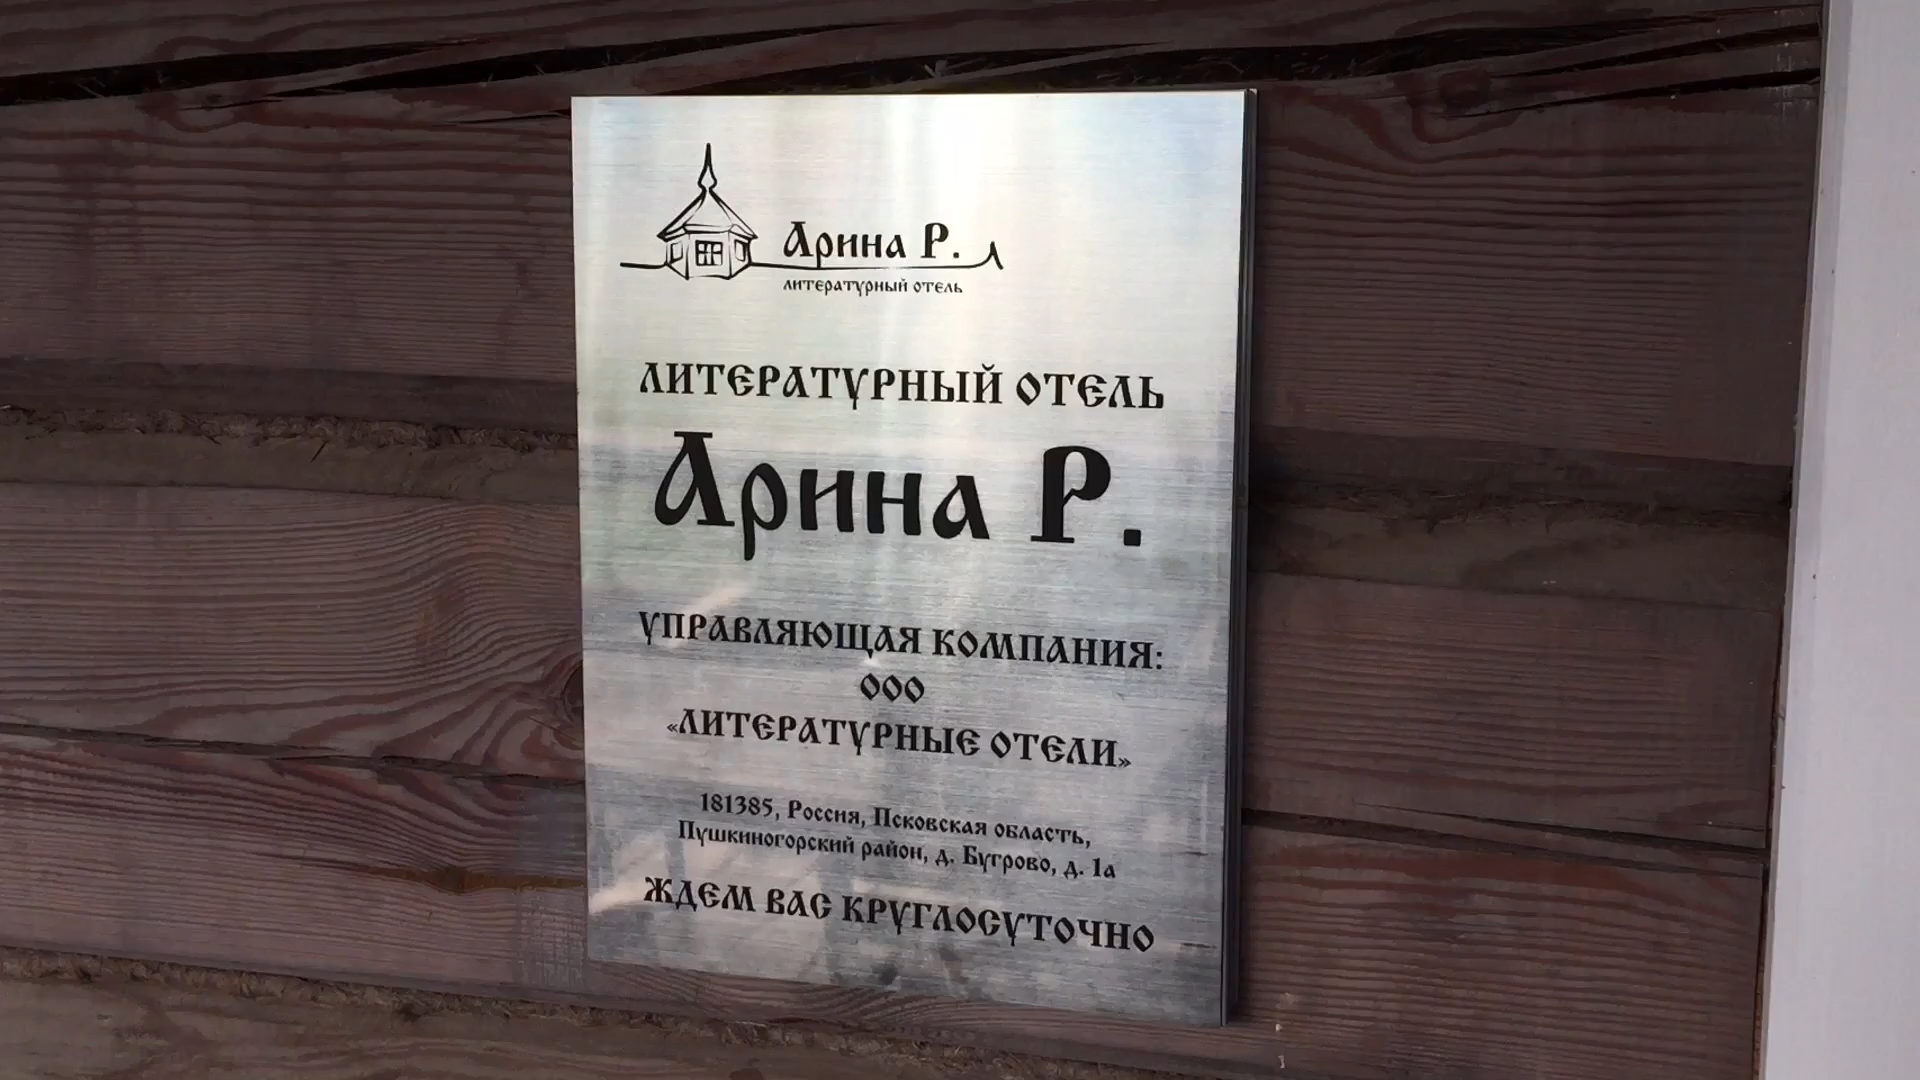 Арина Р.
литературный отель
ЛИТЕРАТУРНЫЙ ОТЕЛЬ
Арина Р.
УПРАВЛЯЮЩАЯ КОМПАНИЯ:
ООО
«ЛИТЕРАТУРНЫЕ ОТЕЛИ»
181385, Россия, Псковская область,
Пушкиногорский район, д. Бугрово, д. 1а
ЖДЕМ ВАС КРУГЛОСУТОЧНО